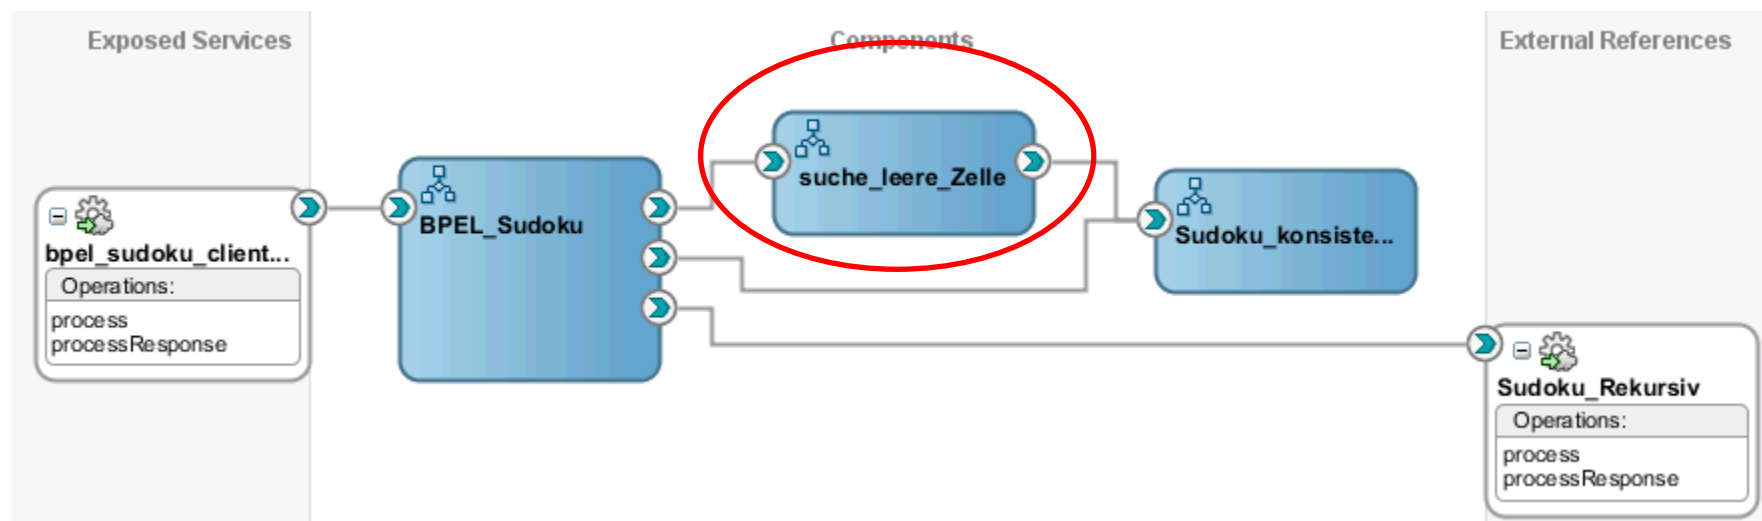 Exposed Services
Components
External References
suche_leere_Zelle
BPEL_Sudoku
Sudoku_konsiste...
bpel_sudoku_client...
Operations:
process
processResponse
Sudoku_Rekursiv
Operations:
process
processResponse